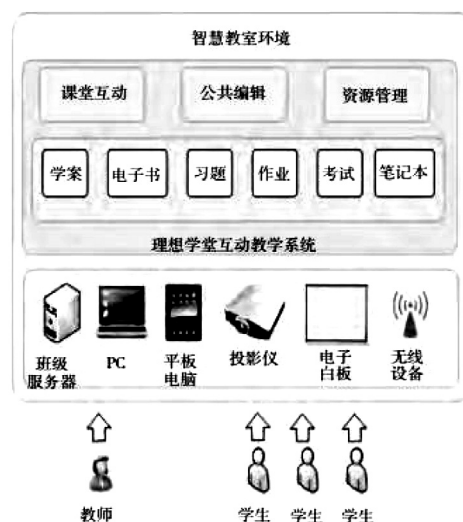 智慧教室环境
课堂互动 公共编辑 资源管理
学案 电子书 习题 作业 考试 笔记本
理想学堂互动教学系统
班级 PC 平板 投影仪 电子 无线
服务器 电脑 白板 设备
教师 学生 学生 学生